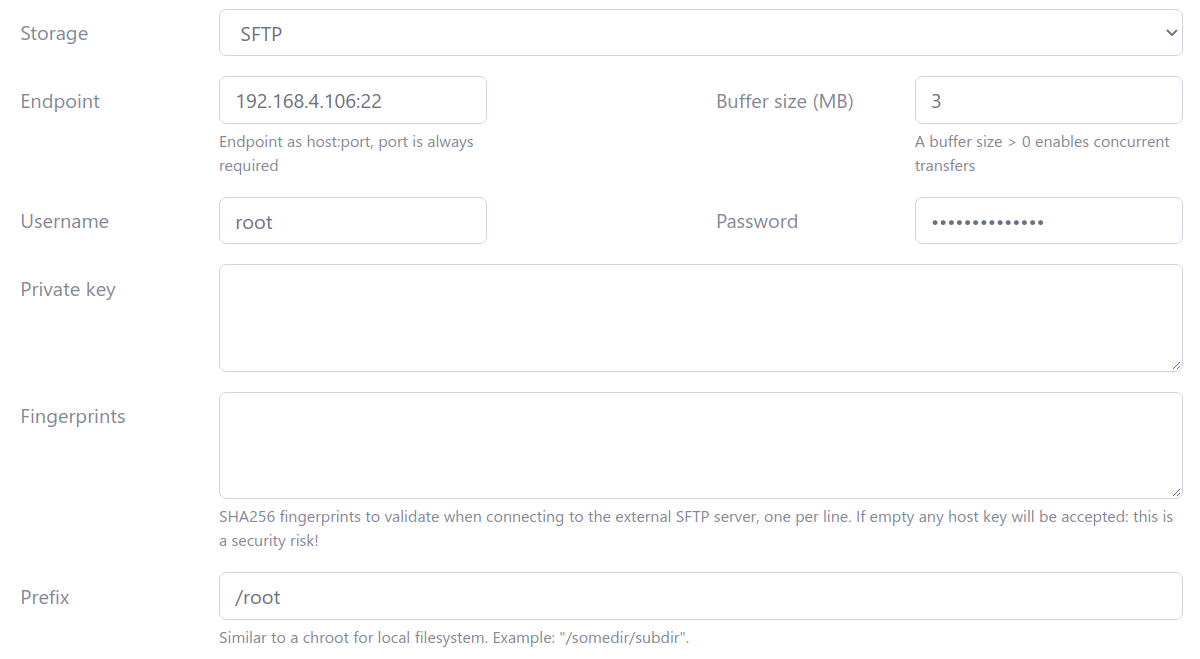 Storage
SFTP
Endpoint
192.168.4.106:22
Buffer size (MB)
3
Endpoint as host:port, port is always
required
A buffer size > 0 enables concurrent
transfers
Username
root
Password
••••••••••••••
Private key
Fingerprints
SHA256 fingerprints to validate when connecting to the external SFTP server, one per line. If empty any host key will be accepted: this is
a security risk!
Prefix
/root
Similar to a chroot for local filesystem. Example: "/somedir/subdir".